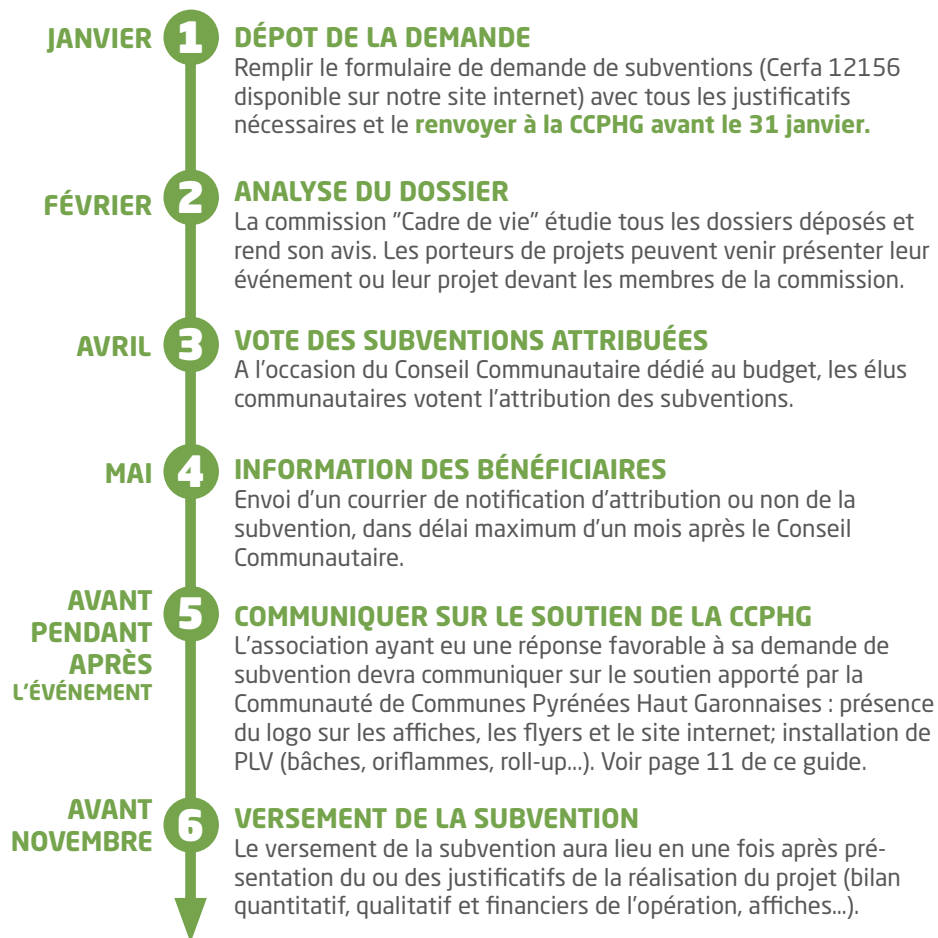 JANVIER 1 DÉPOT DE LA DEMANDE
Remplir le formulaire de demande de subventions (Cerfa 12156
disponible sur notre site internet) avec tous les justificatifs
nécessaires et le renvoyer à la CCPHG avant le 31 janvier.
FÉVRIER 2 ANALYSE DU DOSSIER
La commission "Cadre de vie" étudie tous les dossiers déposés et
rend son avis. Les porteurs de projets peuvent venir présenter leur
événement ou leur projet devant les membres de la commission.
AVRIL 3 VOTE DES SUBVENTIONS ATTRIBUÉES
A l'occasion du Conseil Communautaire dédié au budget, les élus
communautaires votent l'attribution des subventions.
MAI 4 INFORMATION DES BÉNÉFICIAIRES
Envoi d'un courrier de notification d'attribution ou non de la
subvention, dans délai maximum d'un mois après le Conseil
Communautaire.
AVANT
PENDANT
APRÈS
L'ÉVÉNEMENT
5 COMMUNIQUER SUR LE SOUTIEN DE LA CCPHG
L'association ayant eu une réponse favorable à sa demande de
subvention devra communiquer sur le soutien apporté par la
Communauté de Communes Pyrénées Haut Garonnaises : présence
du logo sur les affiches, les flyers et le site internet; installation de
PLV (bâches, oriflammes, roll-up...). Voir page 11 de ce guide.
AVANT
NOVEMBRE
6 VERSEMENT DE LA SUBVENTION
Le versement de la subvention aura lieu en une fois après pré-
sentation du ou des justificatifs de la réalisation du projet (bilan
quantitatif, qualitatif et financiers de l'opération, affiches...).